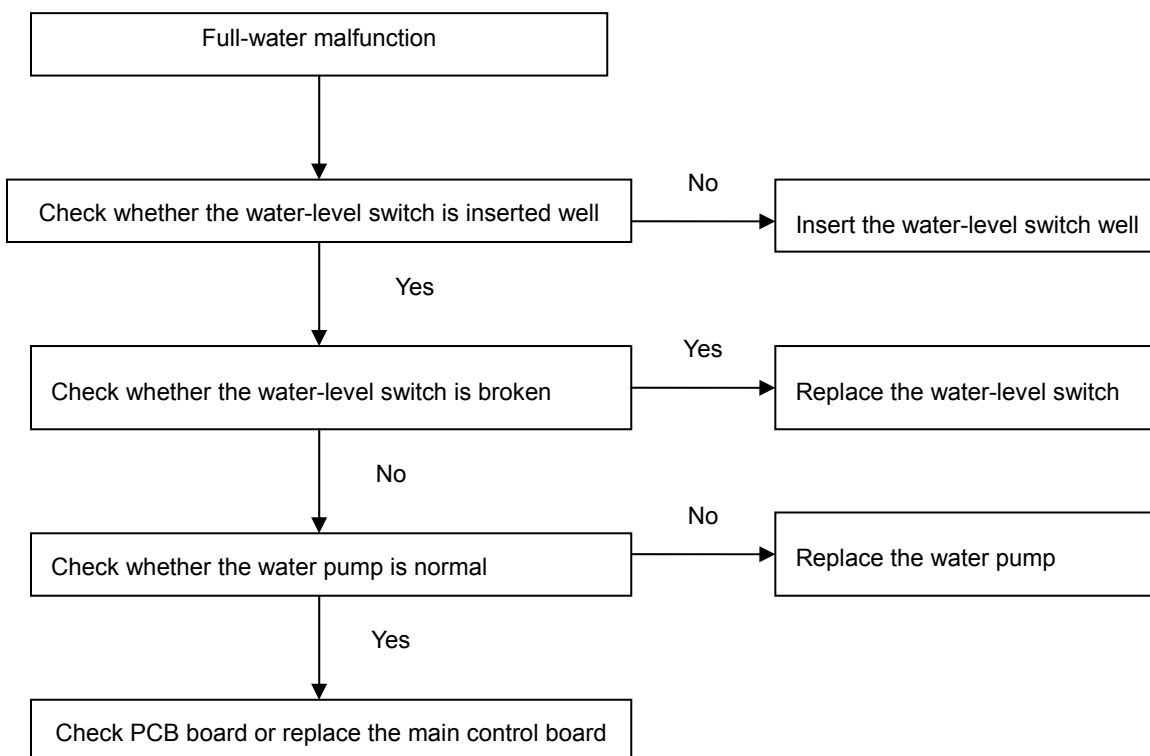 Full-water malfunction
No
Check whether the water-level switch is inserted well
Insert the water-level switch well
Yes
Yes
Check whether the water-level switch is broken
Replace the water-level switch
No
No
Check whether the water pump is normal
Replace the water pump
Yes
Check PCB board or replace the main control board